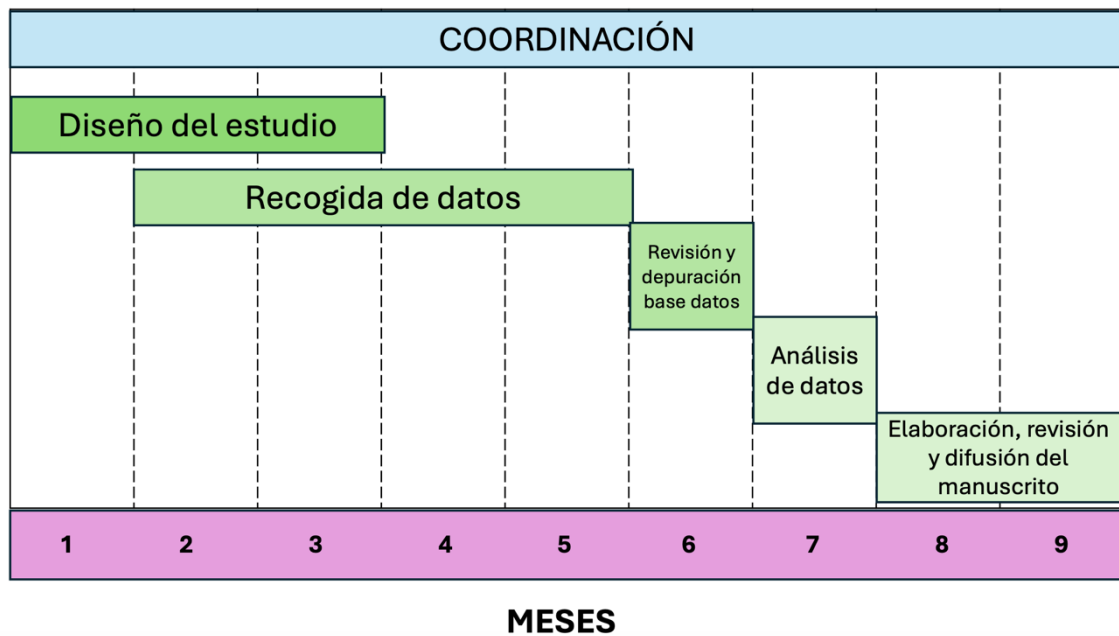 COORDINACIÓN
Diseño del estudio
Recogida de datos
Revisión y
depuración
base datos
Análisis
de datos
Elaboración, revisión
y difusión del
manuscrito
1 2 3 4 5 6 7 8 9
MESES